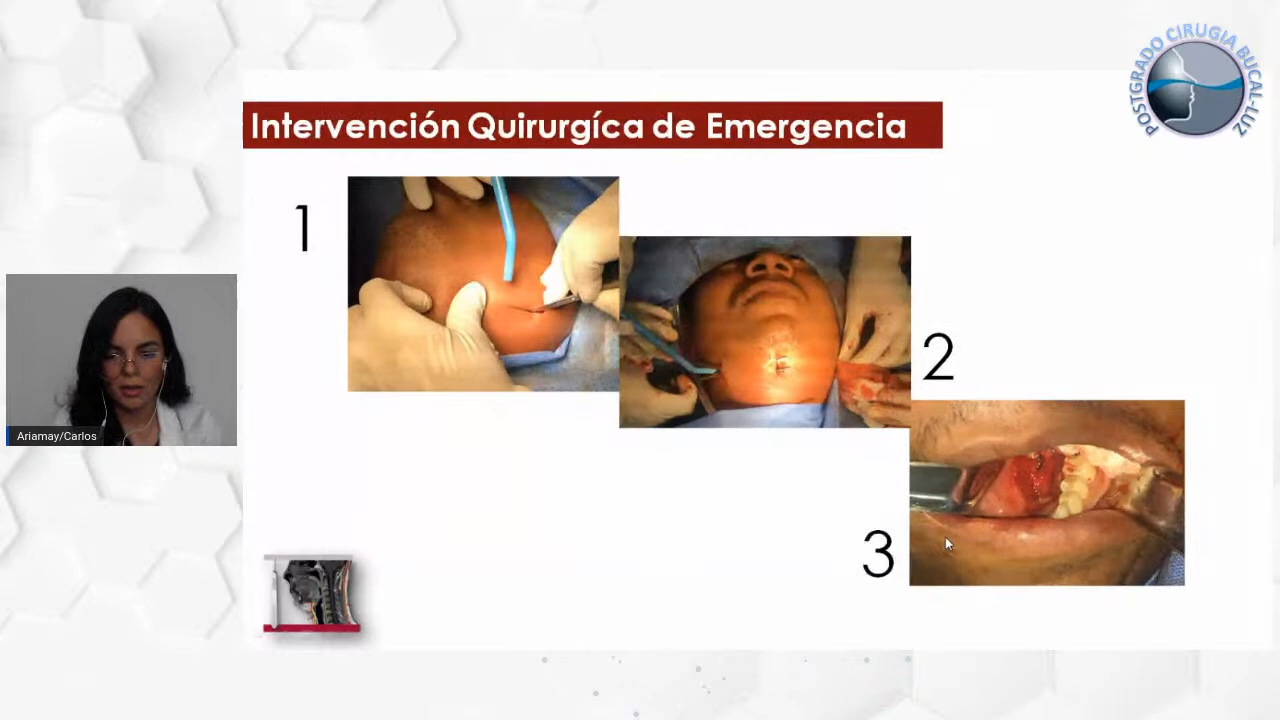 POSTGRADO CIRUGIA BUCAL-LUZ
Intervención Quirurgíca de Emergencia
1
2
Ariamay/Carlos
3